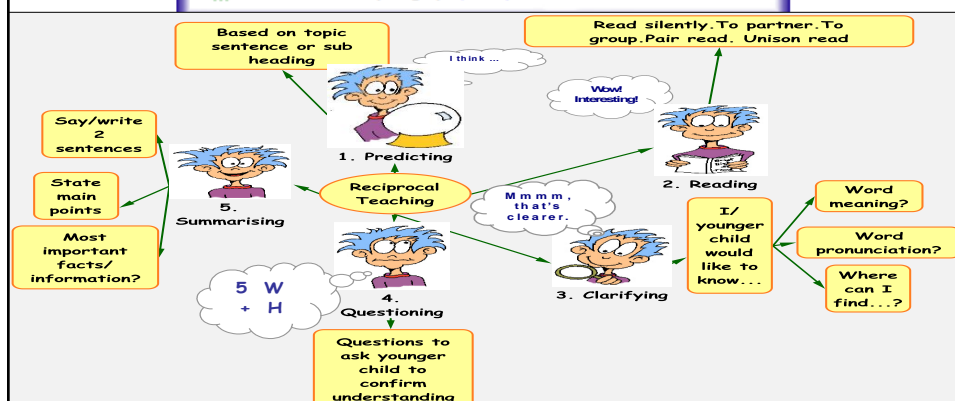 Based on topic
sentence or sub
heading
I think ...
Read silently.To partner.To
group.Pair read. Unison read
Wow!
Interesting!
1. Predicting
2. Reading
Say/write
2
sentences
State
main
points
Most
important
facts/
information?
5.
Summarising
Reciprocal
Teaching
Mmmm,
that's
clearer.
3. Clarifying
I/
younger
child
would
like to
know...
Word
meaning?
Word
pronunciation?
Where
can I
find...?
5 W
+ H
4.
Questioning
Questions to
ask younger
child to
confirm
understanding